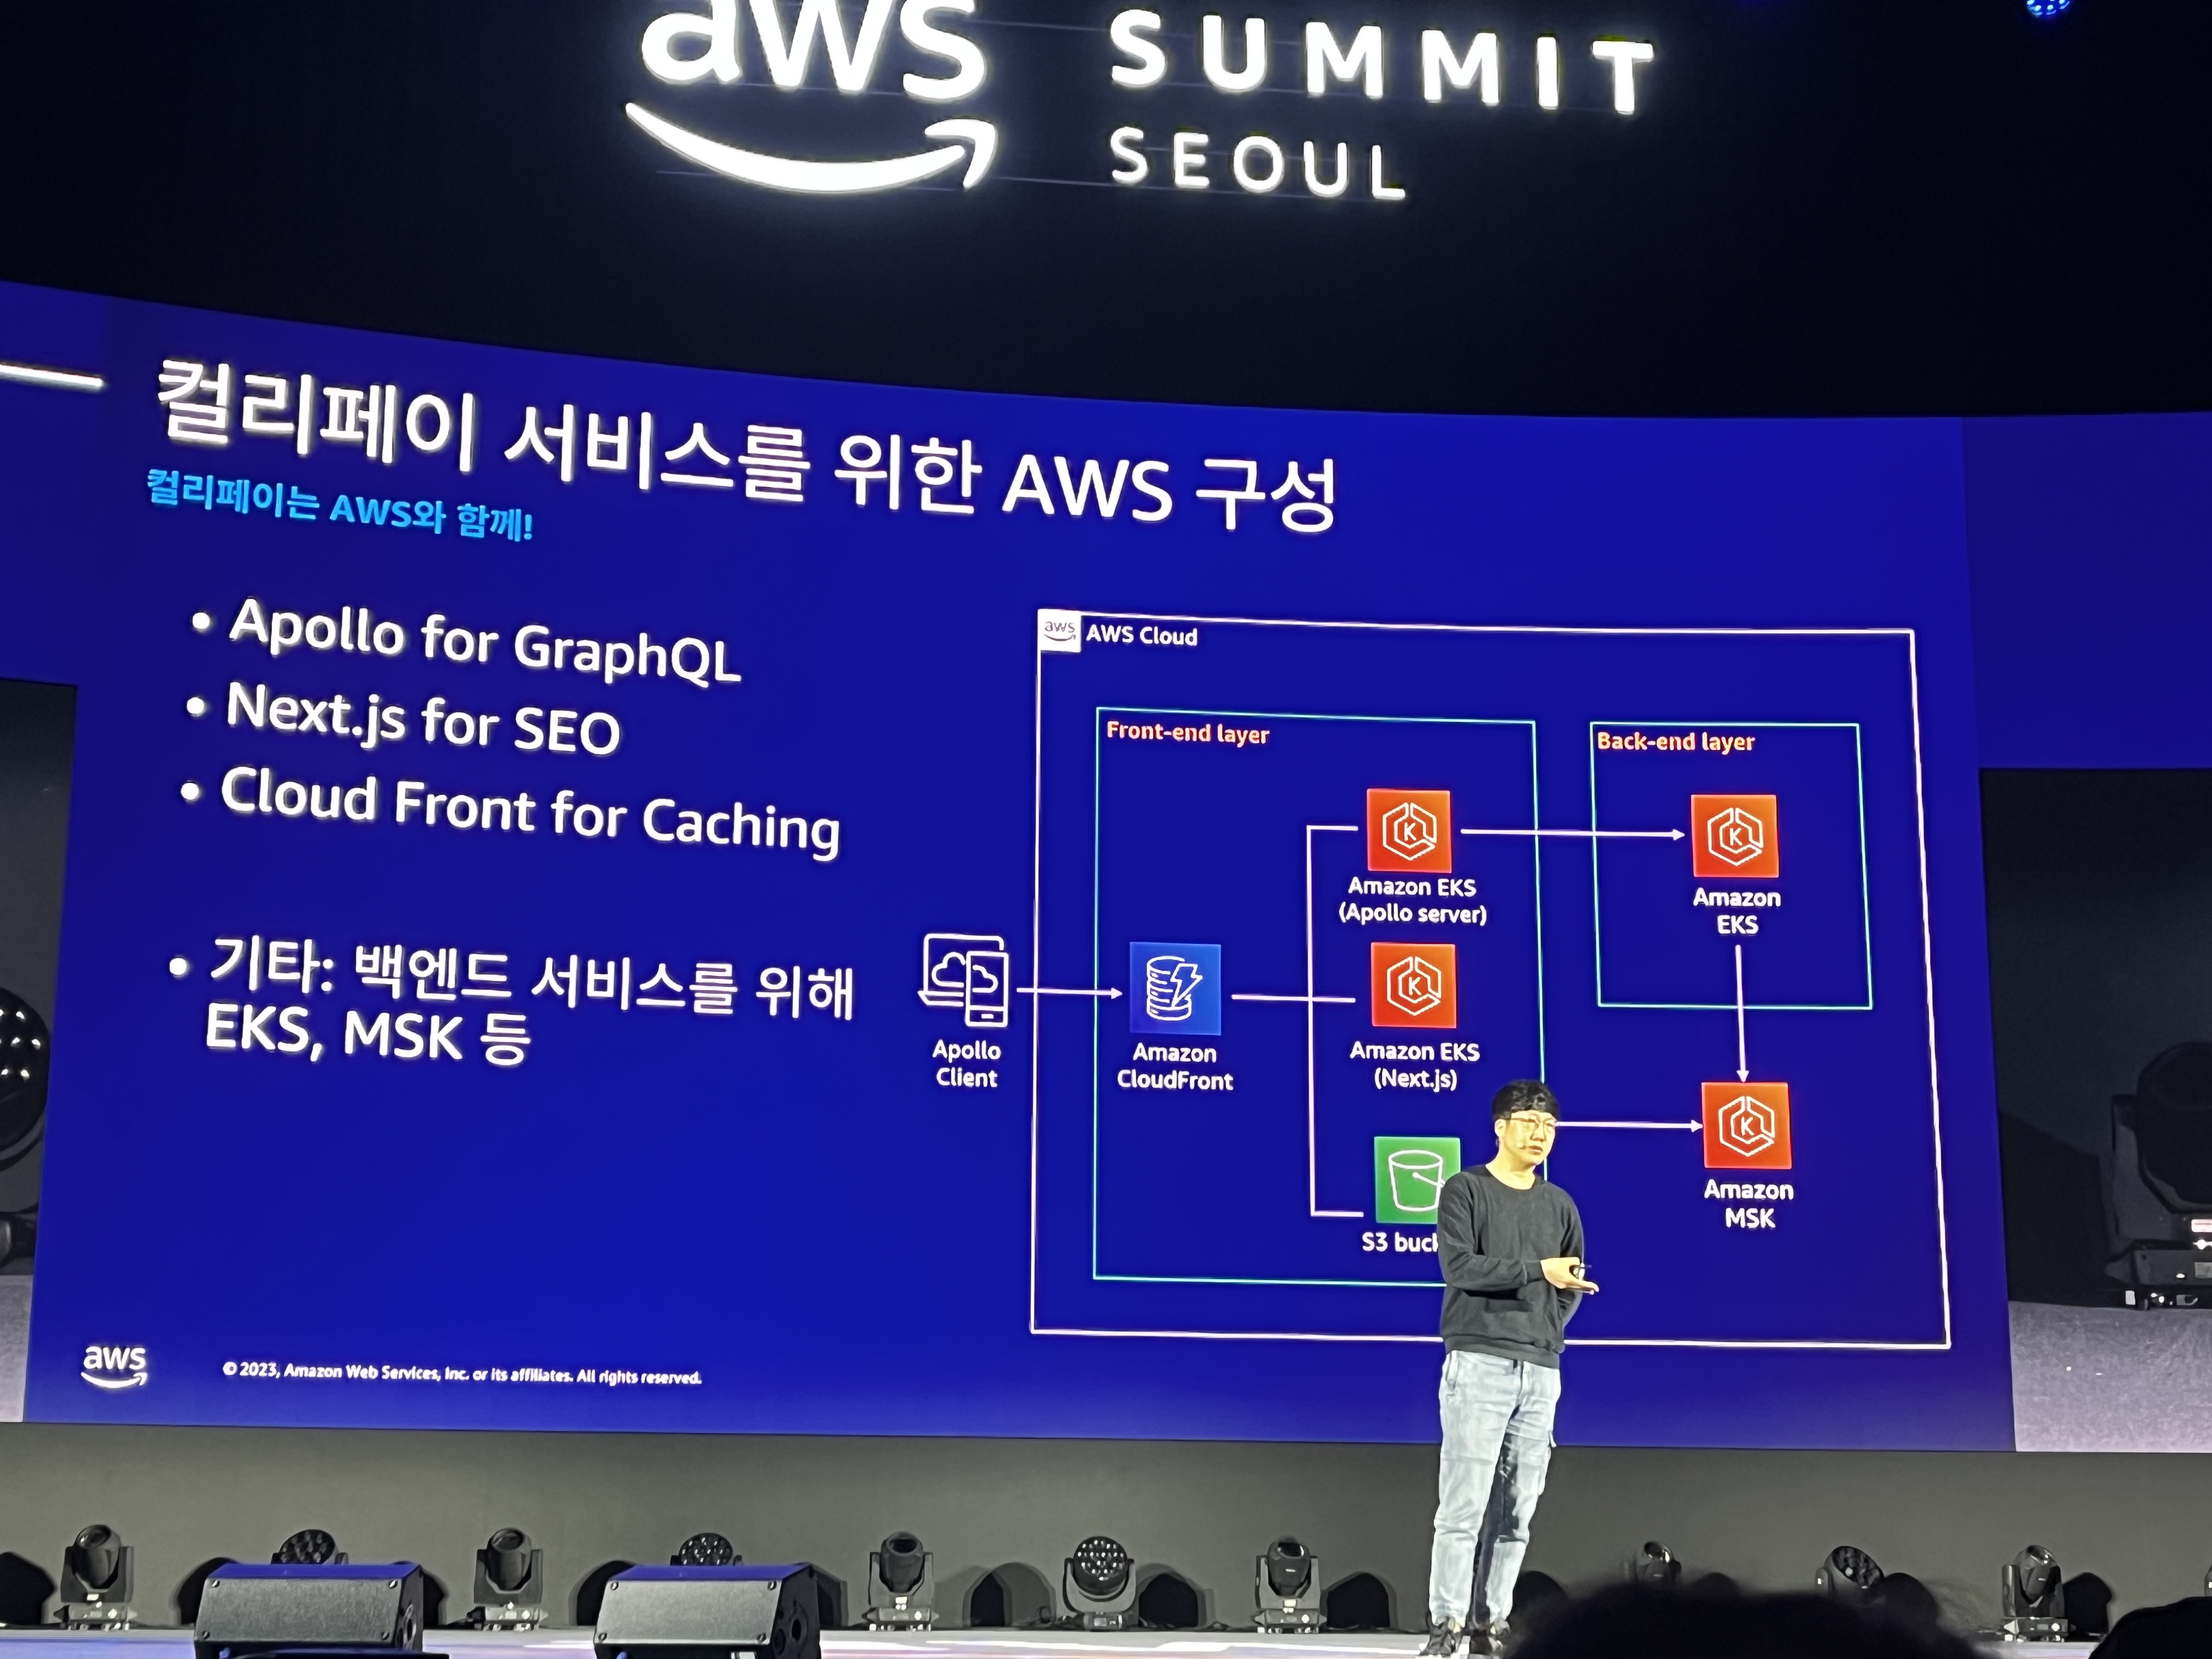 aws SUMMIT
SEOUL
컬리페이 서비스를 위한 AWS 구성
컬리페이는 AWS와 함께!
• Apollo for GraphQL
• Next.js for SEO
• Cloud Front for Caching
• 기타: 백엔드 서비스를 위해
EKS, MSK 등
aws AWS Cloud
Front-end layer
Back-end layer
Amazon EKS
(Apollo server)
Amazon
EKS
Apollo
Client
Amazon
CloudFront
Amazon EKS
(Next.js)
S3
Amazon
MSK
aws
© 2023, Amazon Web Services, Inc. or its affiliates. All rights reserved.